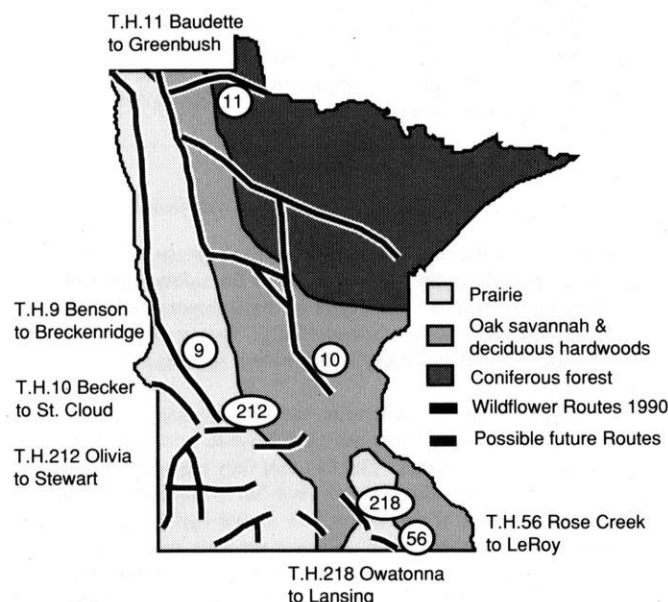 T.H.11 Baudette
to Greenbush
11
T.H.9 Benson
to Breckenridge
9
10
T.H.10 Becker
to St. Cloud
212
T.H.212 Olivia
to Stewart
Prairie
Oak savannah &
deciduous hardwoods
Coniferous forest
Wildflower Routes 1990
Possible future Routes
218
56
T.H.56 Rose Creek
to LeRoy
T.H.218 Owatonna
to Lansing